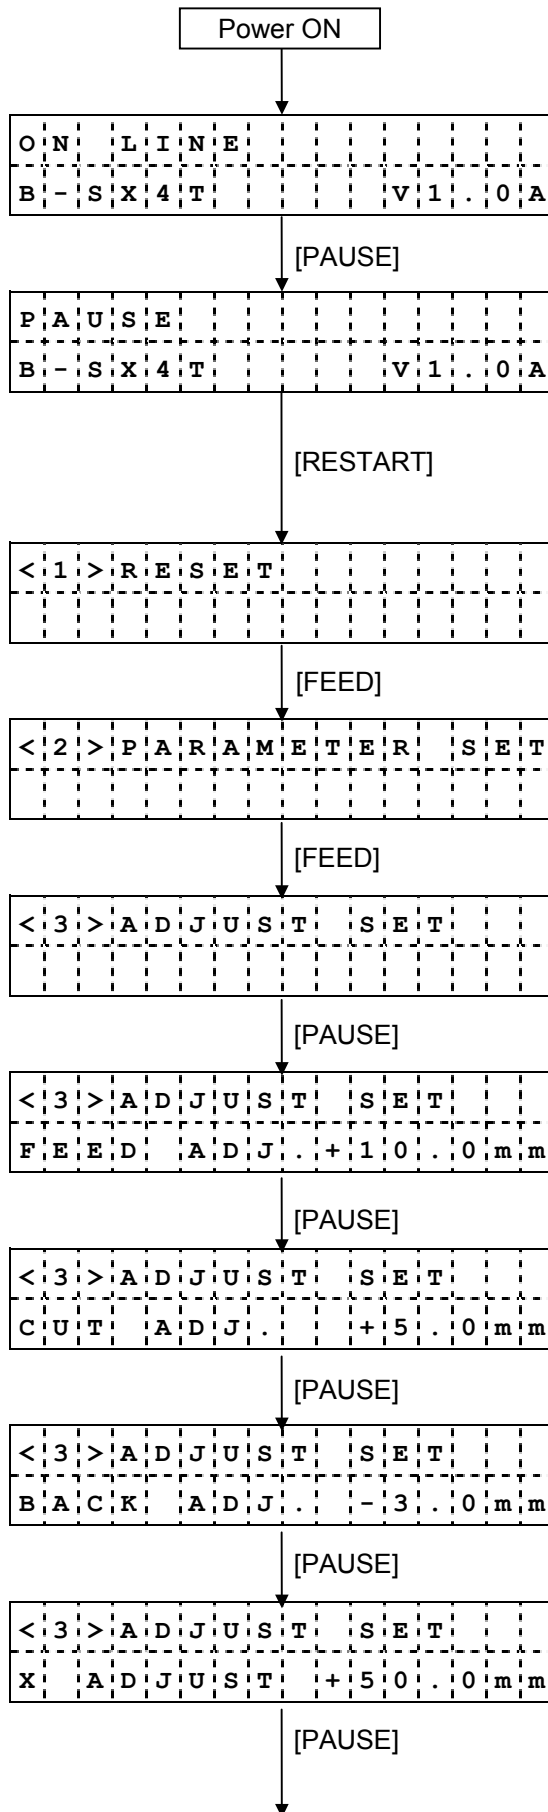 Power ON
ON LINE
B-SX4T V1.0A
[PAUSE]
PAUSE
B-SX4T V1.0A
[RESTART]
<1>RESET
[FEED]
<2>PARAMETER SET
[FEED]
<3>ADJUST SET
[PAUSE]
<3>ADJUST SET
FEED ADJ.+10.0mm
[PAUSE]
<3>ADJUST SET
CUT ADJ. +5.0mm
[PAUSE]
<3>ADJUST SET
BACK ADJ. -3.0mm
[PAUSE]
<3>ADJUST SET
X ADJUST +50.0mm
[PAUSE]